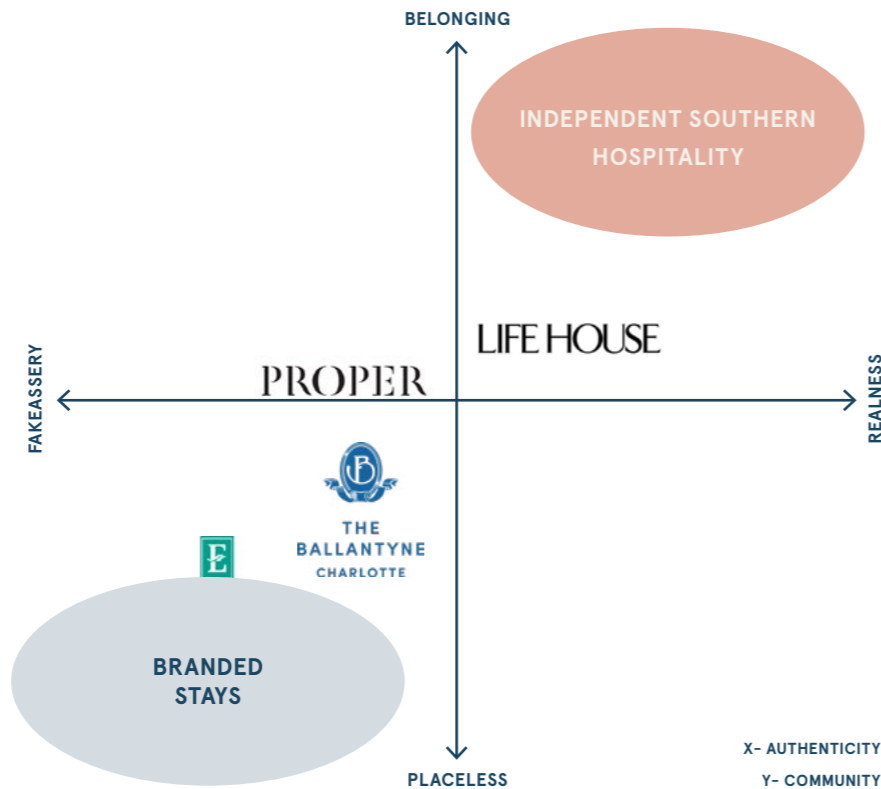 BELONGING
INDEPENDENT SOUTHERN
HOSPITALITY
LIFE HOUSE
PROPER
FAKEASSERY
REALNESS
B
THE
BALLANTYNE
CHARLOTTE
E
BRANDED
STAYS
X- AUTHENTICITY
PLACELESS
Y- COMMUNITY